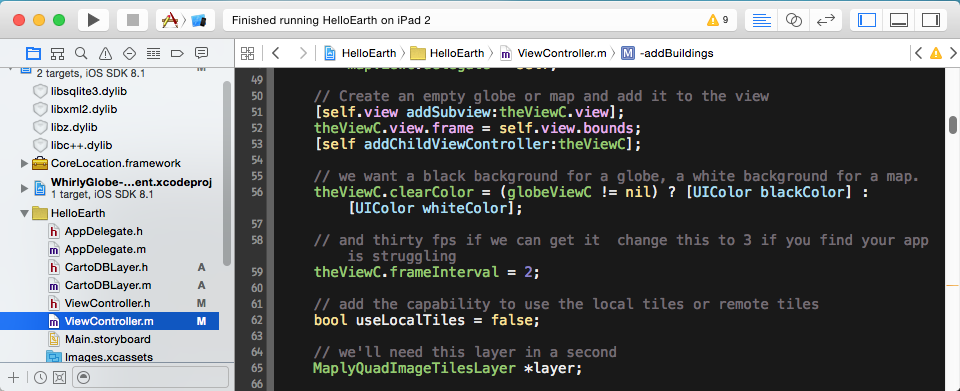 Finished running HelloEarth on iPad 2
9
HelloEarth
HelloEarth
ViewController.m
M
-addBuildings
2 targets, iOS SDK 8.1
M
libsqlite3.dylib
libxml2.dylib
libz.dylib
libc++.dylib
CoreLocation.framework
WhirlyGlobe-...ent.xcodeproj
1 target, iOS SDK 8.1
HelloEarth
h AppDelegate.h
m AppDelegate.m
h CartoDBLayer.h A
m CartoDBLayer.m A
h ViewController.h M
m ViewController.m M
Main.storyboard
Images.xcassets
49
50 // Create an empty globe or map and add it to the view
51 [self.view addSubview:theViewC.view];
52 theViewC.view.frame = self.view.bounds;
53 [self addChildViewController:theViewC];
54
55 // we want a black background for a globe, a white background for a map.
56 theViewC.clearColor = (globeViewC != nil) ? [UIColor blackColor] :
[UIColor whiteColor];
57
58 // and thirty fps if we can get it  change this to 3 if you find your app
is struggling
59 theViewC.frameInterval = 2;
60
61 // add the capability to use the local tiles or remote tiles
62 bool useLocalTiles = false;
63
64 // we'll need this layer in a second
65 MaplyQuadImageTilesLayer *layer;
66